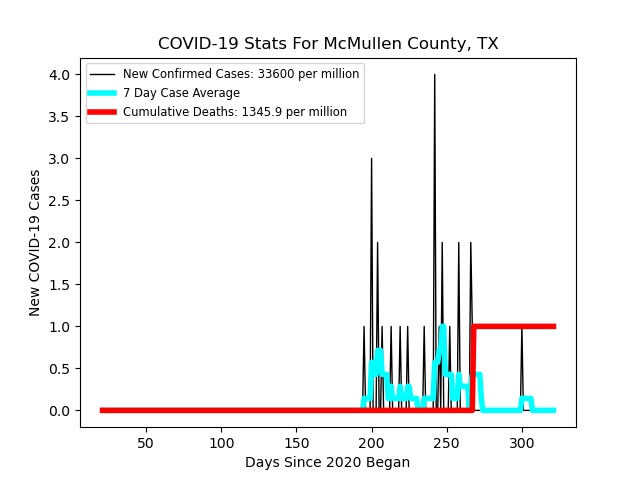 COVID-19 Stats For McMullen County, TX
New Confirmed Cases: 33600 per million
7 Day Case Average
Cumulative Deaths: 1345.9 per million
New COVID-19 Cases
4.0
3.5
3.0
2.5
2.0
1.5
1.0
0.5
0.0
50 100 150 200 250 300
Days Since 2020 Began